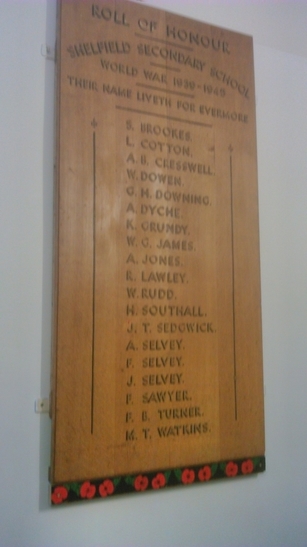 ROLL OF HONOUR
SHELFIELD SECONDARY SCHOOL
WORLD WAR 1939-1945
THEIR NAME LIVETH FOR EVERMORE
S. BROOKES.
L. COTTON.
A. B. CRESSWELL.
W. DOWEN.
G. H. DOWNING.
A. DYCHE.
K. GRUNDY.
W. G. JAMES.
A. JONES.
R. LAWLEY.
W. RUDD.
H. SOUTHALL.
J. T. SEDGWICK.
A. SELVEY.
F. SELVEY.
J. SELVEY.
F. SAWYER.
F. B. TURNER.
M. T. WATKINS.